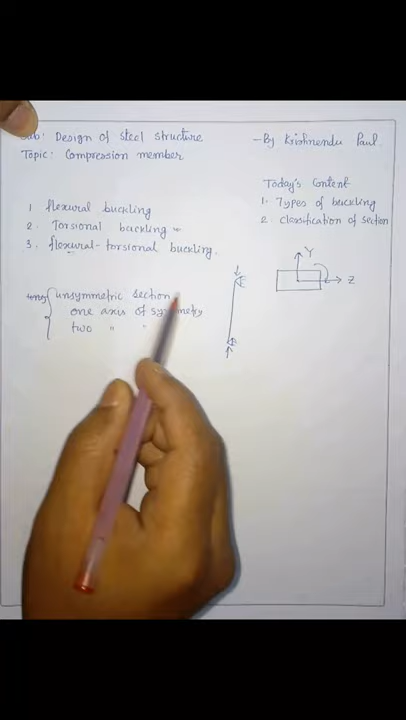 Sub: Design of Steel structure
- By Krishnendu Paul.
Topic: Compression member
Today's Content
1. Types of buckling
2. Classification of section
1 flexural buckling
2. Torsional buckling
3. flexural-torsional buckling.
unsymmetric section
one axis of symmetry
two " "
Y
Z